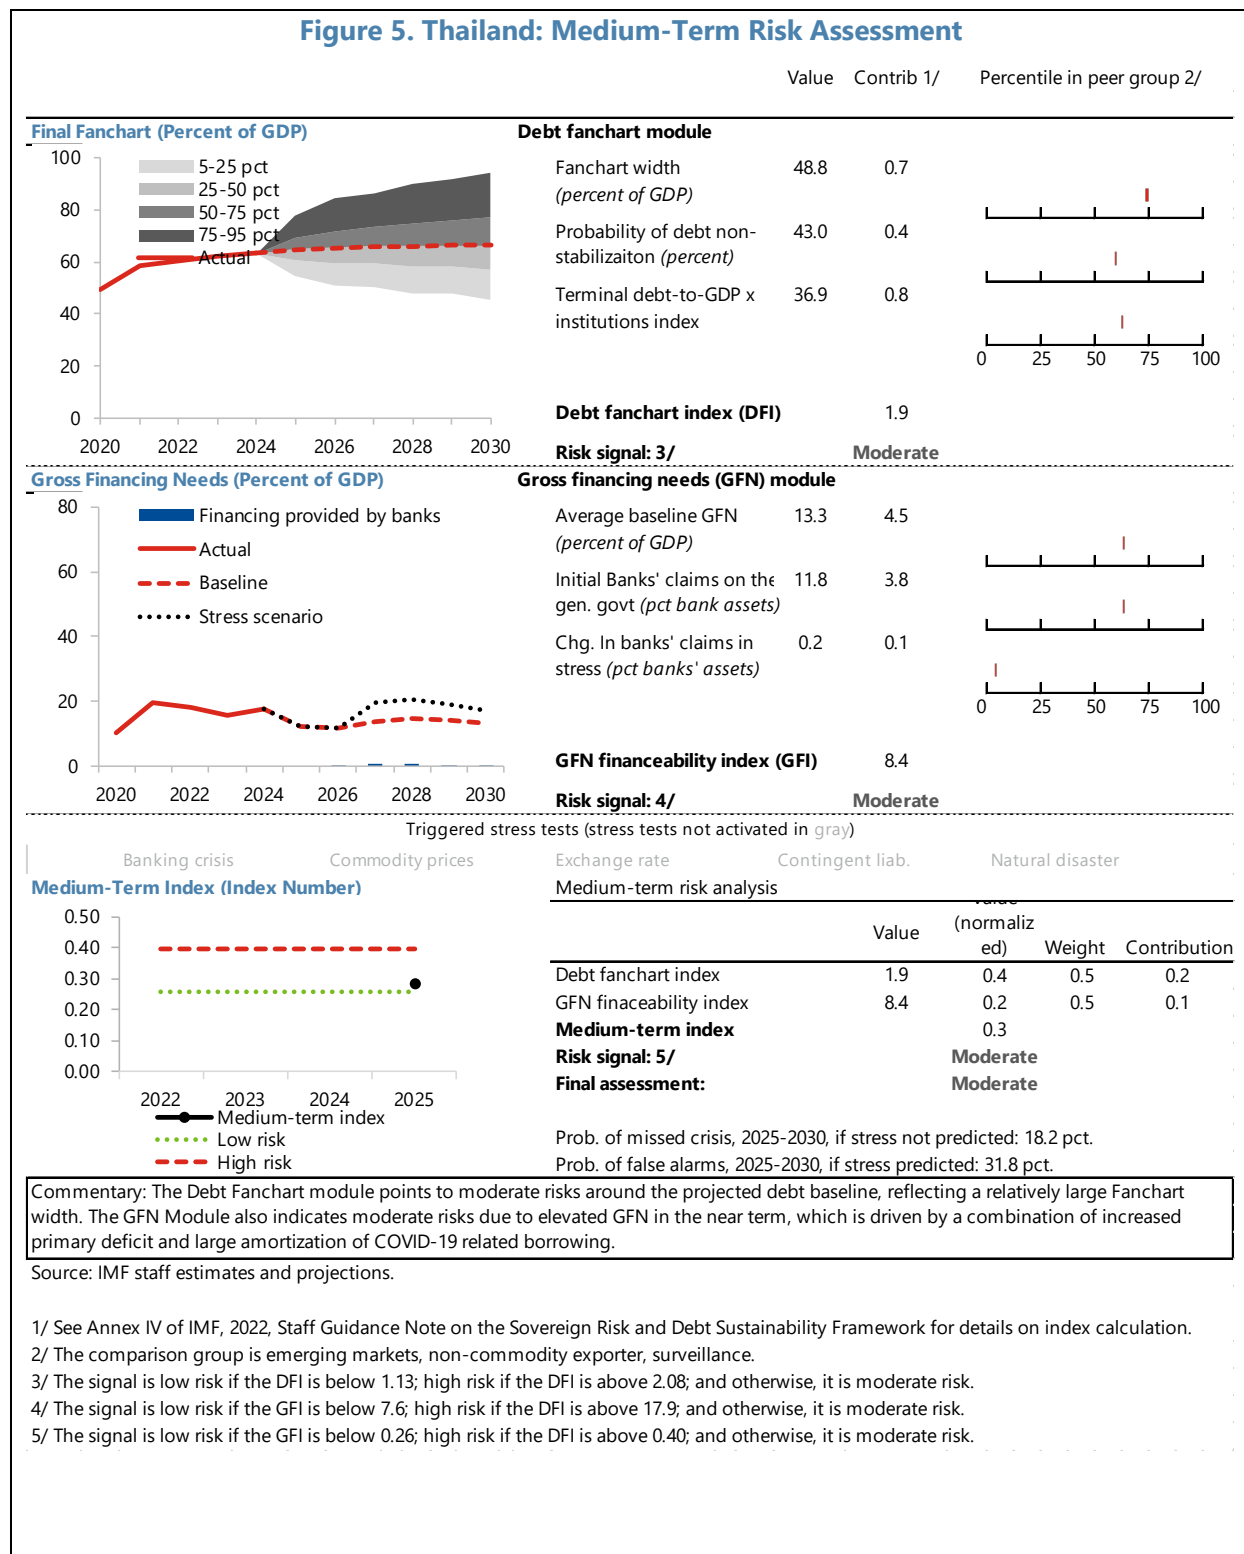 Figure 5. Thailand: Medium-Term Risk Assessment
Value Contrib 1/ Percentile in peer group 2/
Final Fanchart (Percent of GDP)
100
80
60
40
20
0
5-25 pct
25-50 pct
50-75 pct
75-95 pct
Actual
2020 2022 2024 2026 2028 2030
Debt fanchart module
Fanchart width 48.8 0.7
(percent of GDP)
Probability of debt non- 43.0 0.4
stabilizaiton (percent)
Terminal debt-to-GDP x 36.9 0.8
institutions index
0 25 50 75 100
Debt fanchart index (DFI) 1.9
Risk signal: 3/ Moderate
Gross Financing Needs (Percent of GDP)
80
60
40
20
0
Financing provided by banks
Actual
Baseline
Stress scenario
2020 2022 2024 2026 2028 2030
Gross financing needs (GFN) module
Average baseline GFN 13.3 4.5
(percent of GDP)
Initial Banks' claims on the 11.8 3.8
gen. govt (pct bank assets)
Chg. In banks' claims in 0.2 0.1
stress (pct banks' assets)
0 25 50 75 100
GFN financeability index (GFI) 8.4
Risk signal: 4/ Moderate
Triggered stress tests (stress tests not activated in gray)
Banking crisis Commodity prices Exchange rate Contingent liab. Natural disaster
Medium-Term Index (Index Number)
0.50
0.40
0.30
0.20
0.10
0.00
2022 2023 2024 2025
Medium-term index
Low risk
High risk
Medium-term risk analysis
Value (normaliz ed) Weight Contribution
Debt fanchart index 1.9 0.4 0.5 0.2
GFN finaceability index 8.4 0.2 0.5 0.1
Medium-term index 0.3
Risk signal: 5/ Moderate
Final assessment: Moderate
Prob. of missed crisis, 2025-2030, if stress not predicted: 18.2 pct.
Prob. of false alarms, 2025-2030, if stress predicted: 31.8 pct.
Commentary: The Debt Fanchart module points to moderate risks around the projected debt baseline, reflecting a relatively large Fanchart
width. The GFN Module also indicates moderate risks due to elevated GFN in the near term, which is driven by a combination of increased
primary deficit and large amortization of COVID-19 related borrowing.
Source: IMF staff estimates and projections.
1/ See Annex IV of IMF, 2022, Staff Guidance Note on the Sovereign Risk and Debt Sustainability Framework for details on index calculation.
2/ The comparison group is emerging markets, non-commodity exporter, surveillance.
3/ The signal is low risk if the DFI is below 1.13; high risk if the DFI is above 2.08; and otherwise, it is moderate risk.
4/ The signal is low risk if the GFI is below 7.6; high risk if the DFI is above 17.9; and otherwise, it is moderate risk.
5/ The signal is low risk if the GFI is below 0.26; high risk if the DFI is above 0.40; and otherwise, it is moderate risk.